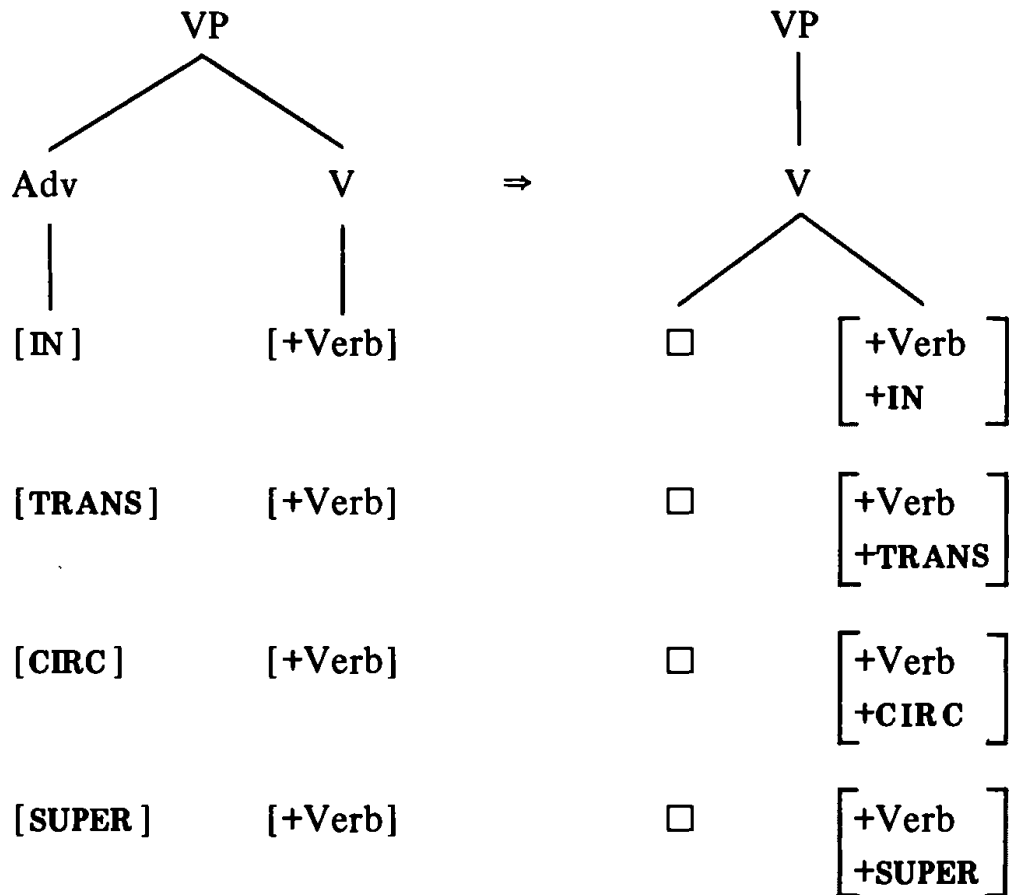 VP VP
Adv V ⇒ V
[IN] [+Verb] □ [+Verb
+IN]
[TRANS] [+Verb] □ [+Verb
+TRANS]
[CIRC] [+Verb] □ [+Verb
+CIRC]
[SUPER] [+Verb] □ [+Verb
+SUPER]